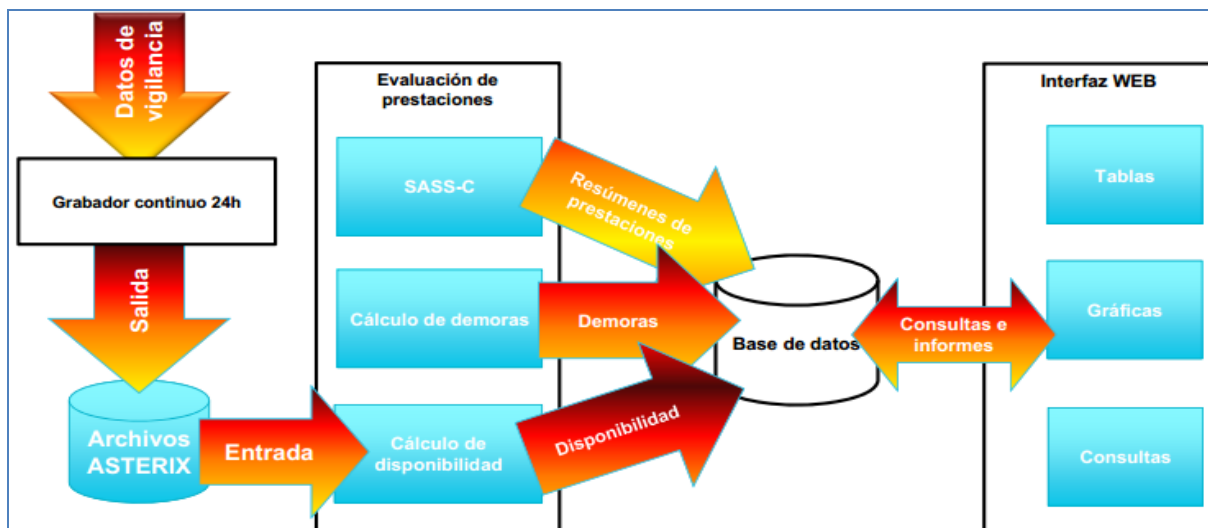 Datos de
vigilancia
Grabador continuo 24h
Salida
Archivos
ASTERIX
Entrada
Evaluación de
prestaciones
SASS-C
Cálculo de demoras
Cálculo de
disponibilidad
Resúmenes de
prestaciones
Demoras
Disponibilidad
Base de datos
Consultas e
informes
Interfaz WEB
Tablas
Gráficas
Consultas